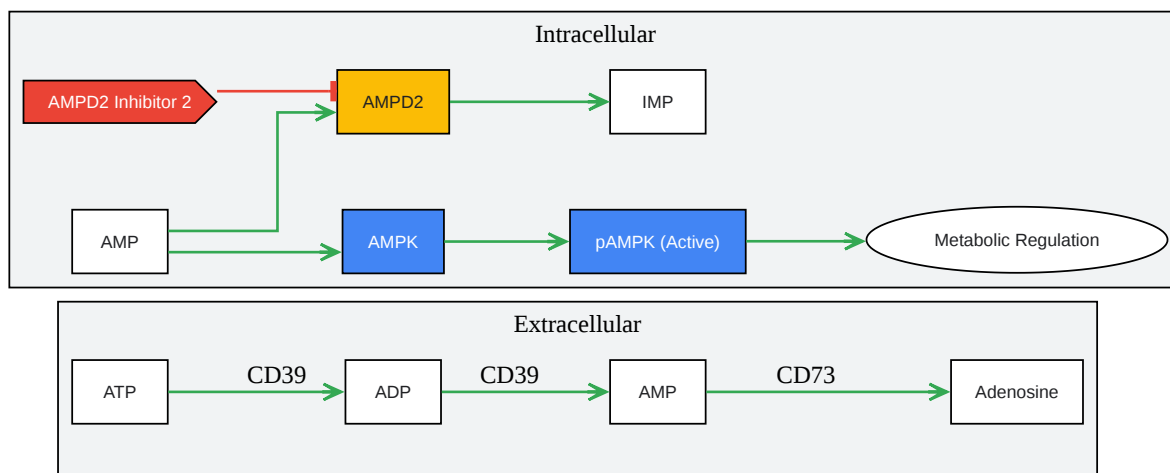 Intracellular
AMPD2 Inhibitor 2
AMPD2
IMP
AMP
AMPK
pAMPK (Active)
Metabolic Regulation
Extracellular
ATP
CD39
ADP
CD39
AMP
CD73
Adenosine